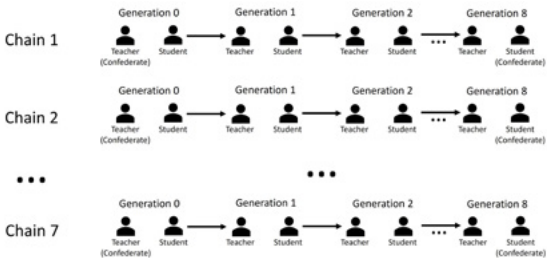 Generation 0 Generation 1 Generation 2 Generation 8
Chain 1
Teacher Student Teacher Student Teacher Student ... Teacher Student
(Confederate) (Confederate)
Generation 0 Generation 1 Generation 2 Generation 8
Chain 2
Teacher Student Teacher Student Teacher Student ... Teacher Student
(Confederate) (Confederate)
... ...
Generation 0 Generation 1 Generation 2 Generation 8
Chain 7
Teacher Student Teacher Student Teacher Student ... Teacher Student
(Confederate) (Confederate)